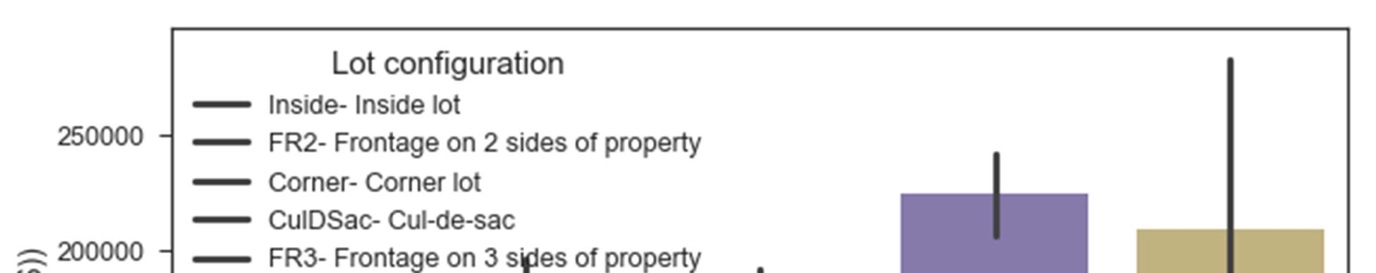 Lot configuration
Inside- Inside lot
250000
FR2- Frontage on 2 sides of property
Corner- Corner lot
CulDSac- Cul-de-sac
200000
FR3- Frontage on 3 sides of property